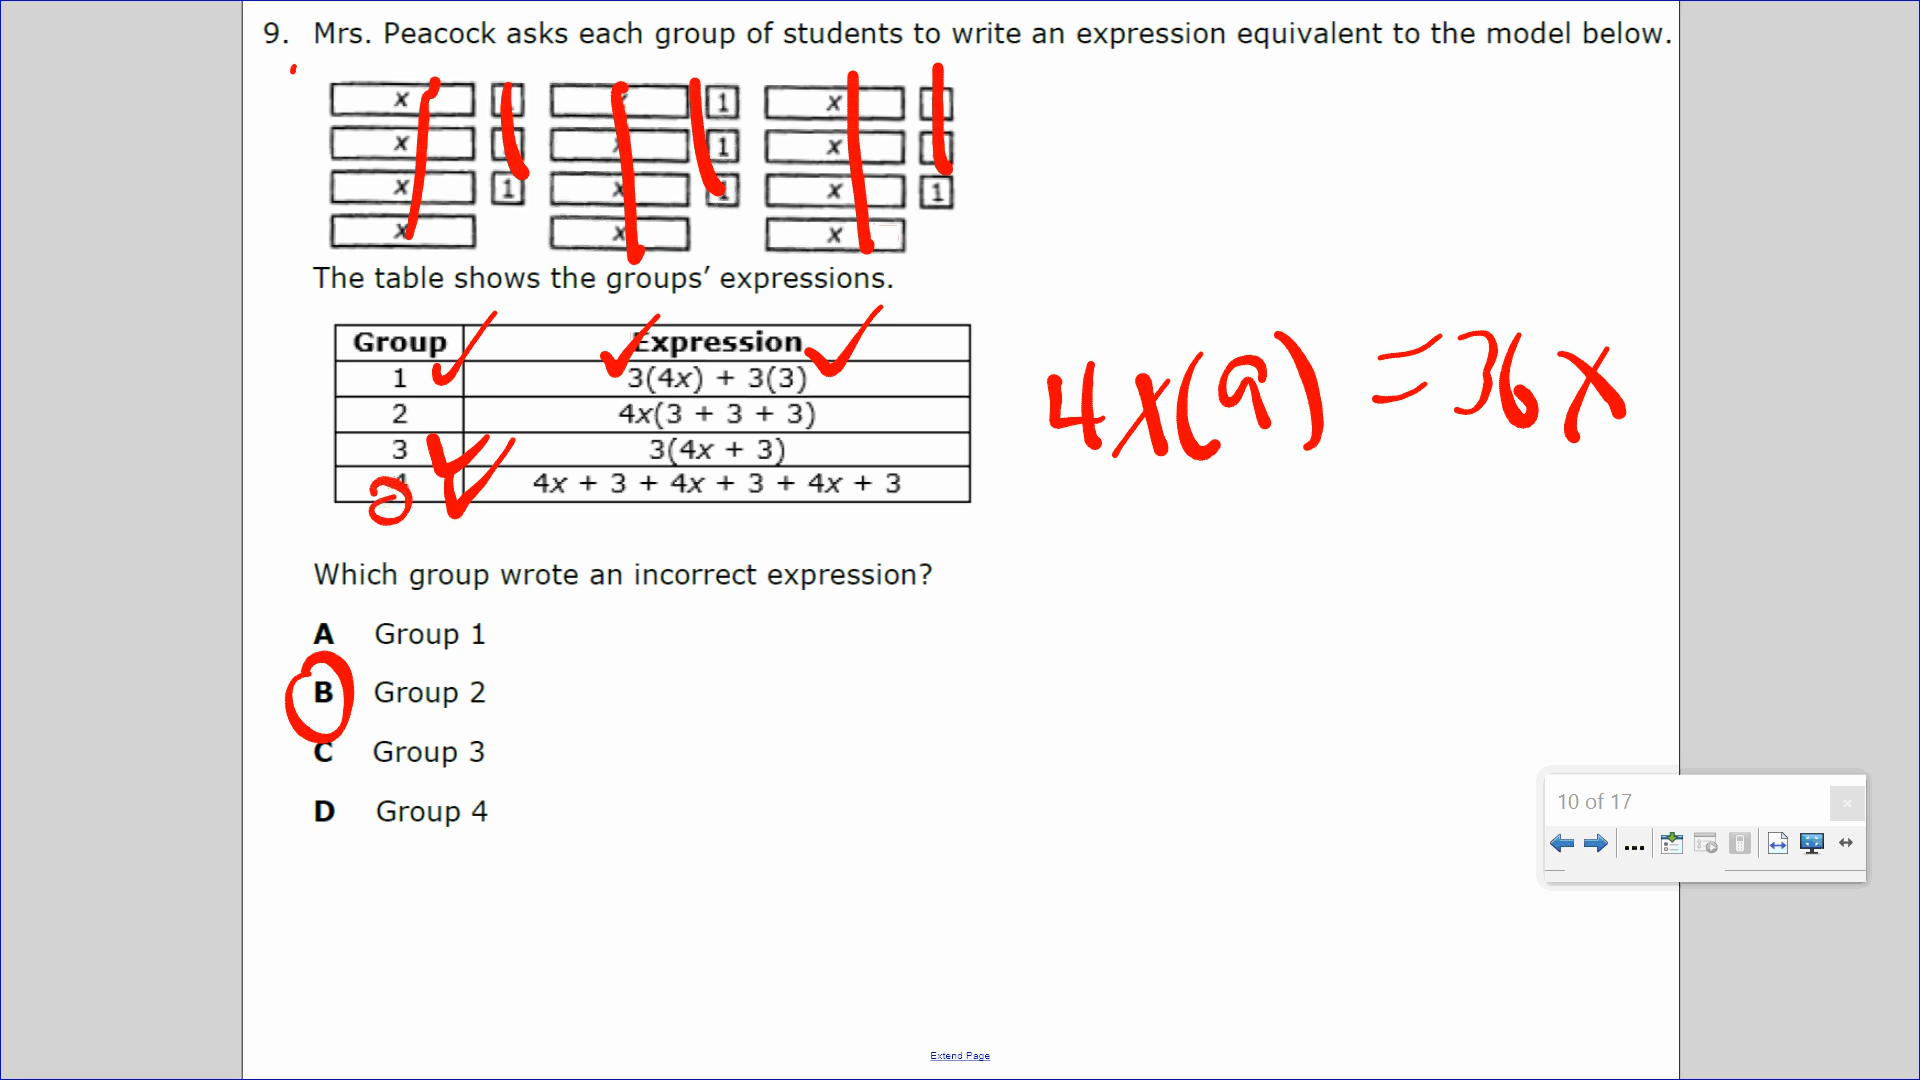 9. Mrs. Peacock asks each group of students to write an expression equivalent to the model below.
x x 1 x
x 1 x 1 x
x 1 x 1 x 1
x x x
The table shows the groups’ expressions.
Group Expression
1 3(4x) + 3(3)
2 4x(3 + 3 + 3)
3 3(4x + 3)
4 4x + 3 + 4x + 3 + 4x + 3
4x(9) = 36x
Which group wrote an incorrect expression?
A Group 1
B Group 2
C Group 3
D Group 4
10 of 17
Extend Page